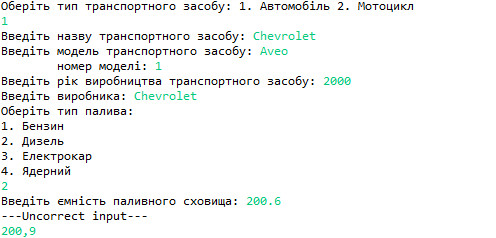 Оберіть тип транспортного засобу: 1. Автомобіль 2. Мотоцикл
1
Введіть назву транспортного засобу: Chevrolet
Введіть модель транспортного засобу: Aveo
номер моделі: 1
Введіть рік виробництва транспортного засобу: 2000
Введіть виробника: Chevrolet
Оберіть тип палива:
1. Бензин
2. Дизель
3. Електрокар
4. Ядерний
2
Введіть ємність паливного сховища: 200.6
---Uncorrect input---
200,9